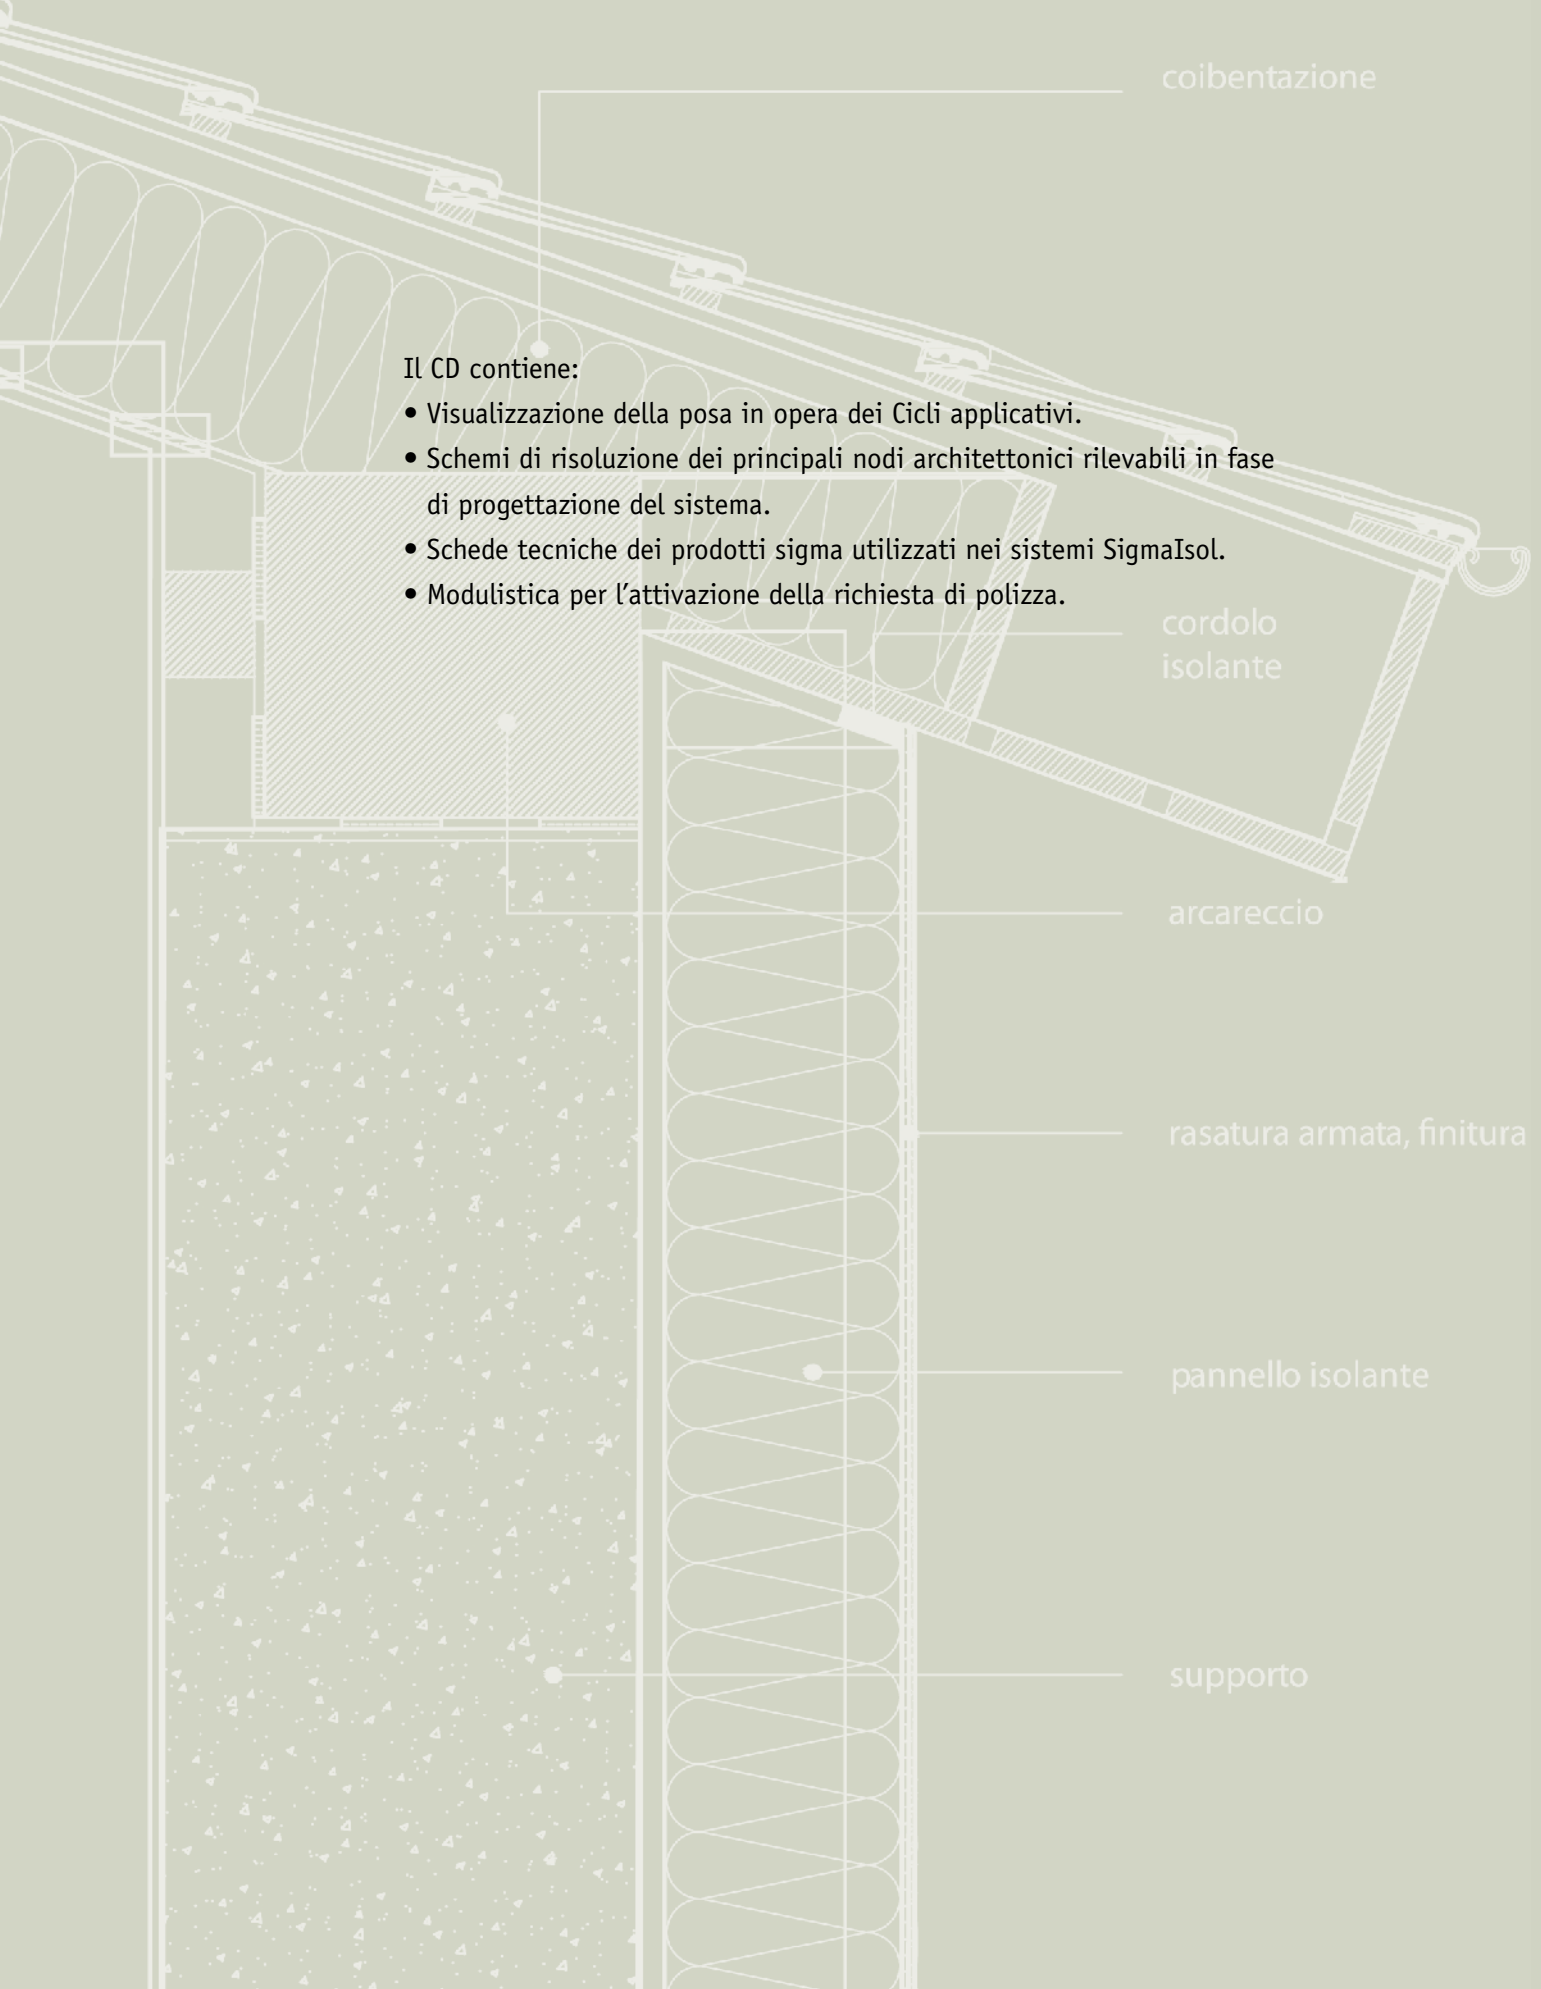 coibentazione
Il CD contiene:
• Visualizzazione della posa in opera dei Cicli applicativi.
• Schemi di risoluzione dei principali nodi architettonici rilevabili in fase
di progettazione del sistema.
• Schede tecniche dei prodotti sigma utilizzati nei sistemi SigmaIsol.
• Modulistica per l’attivazione della richiesta di polizza.
cordolo
isolante
arcareccio
rasatura armata, finitura
pannello isolante
supporto